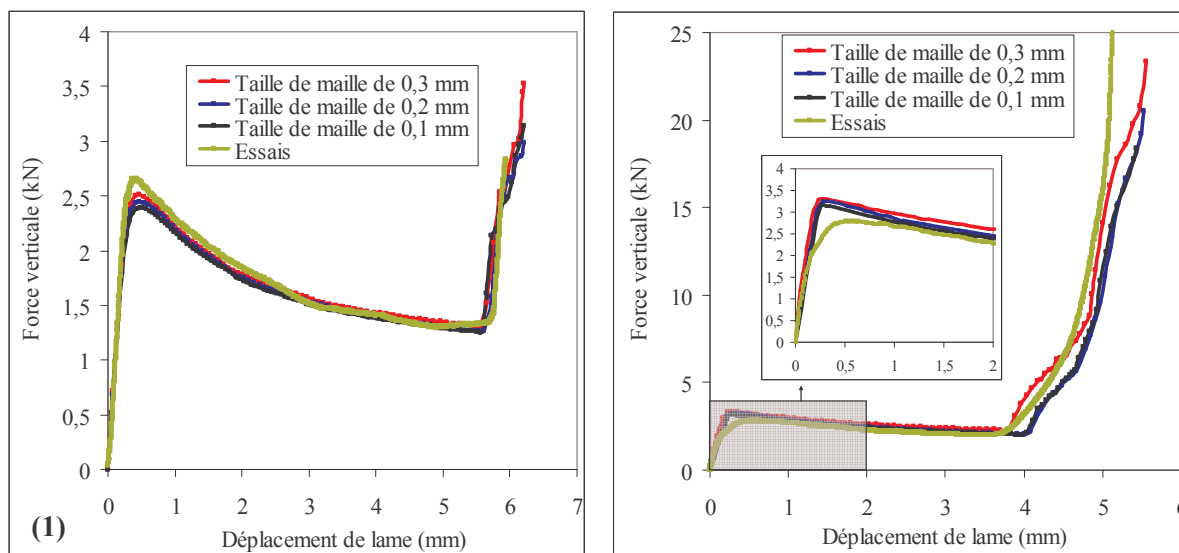 4
3,5
3
2,5
2
1,5
1
0,5
0
Force verticale (kN)
Taille de maille de 0,3 mm
Taille de maille de 0,2 mm
Taille de maille de 0,1 mm
Essais
0 1 2 3 4 5 6 7
Déplacement de lame (mm)
(1)
25
20
15
10
5
0
Force verticale (kN)
Taille de maille de 0,3 mm
Taille de maille de 0,2 mm
Taille de maille de 0,1 mm
Essais
4
3,5
3
2,5
2
1,5
1
0,5
0
0 0,5 1 1,5 2
0 1 2 3 4 5 6
Déplacement de lame (mm)